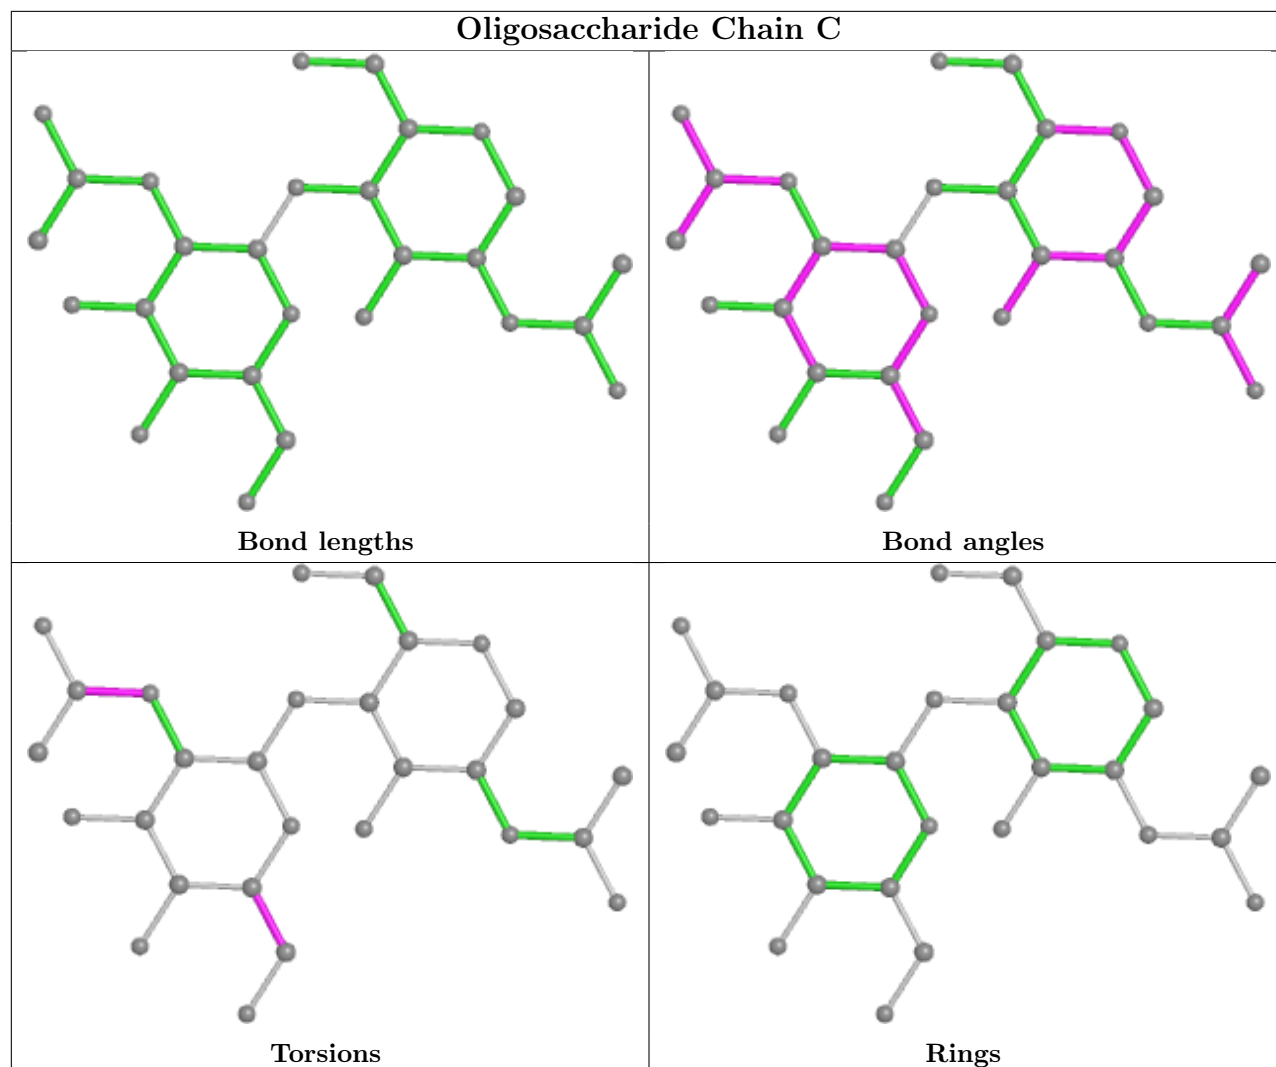 Oligosaccharide Chain C
Bond lengths
Bond angles
Torsions
Rings